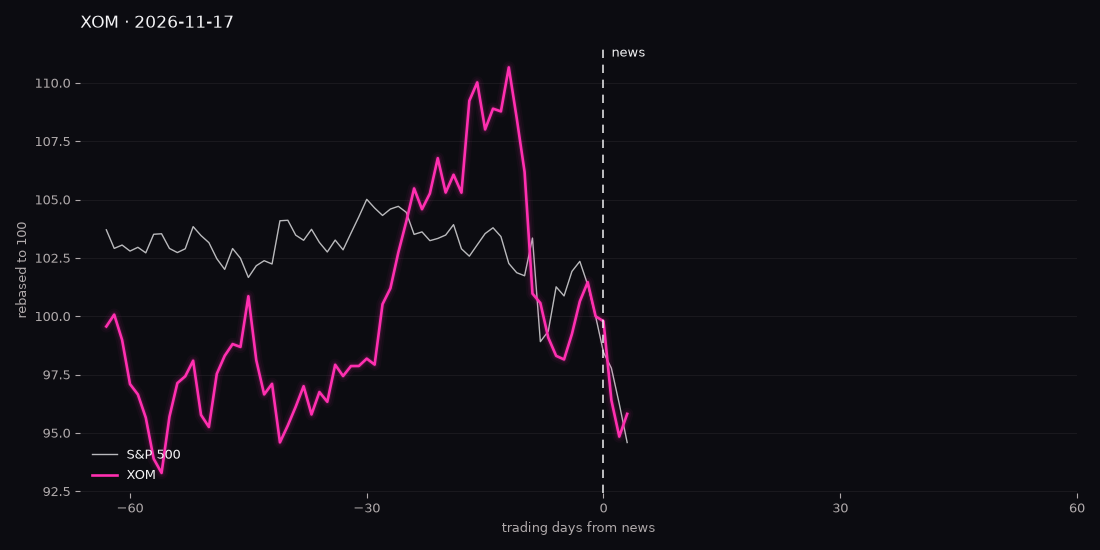 XOM · 2026-11-17
news
110.0
107.5
105.0
102.5
100.0
97.5
95.0
92.5
rebased to 100
S&P 500
XOM
−60
−30
0
30
60
trading days from news